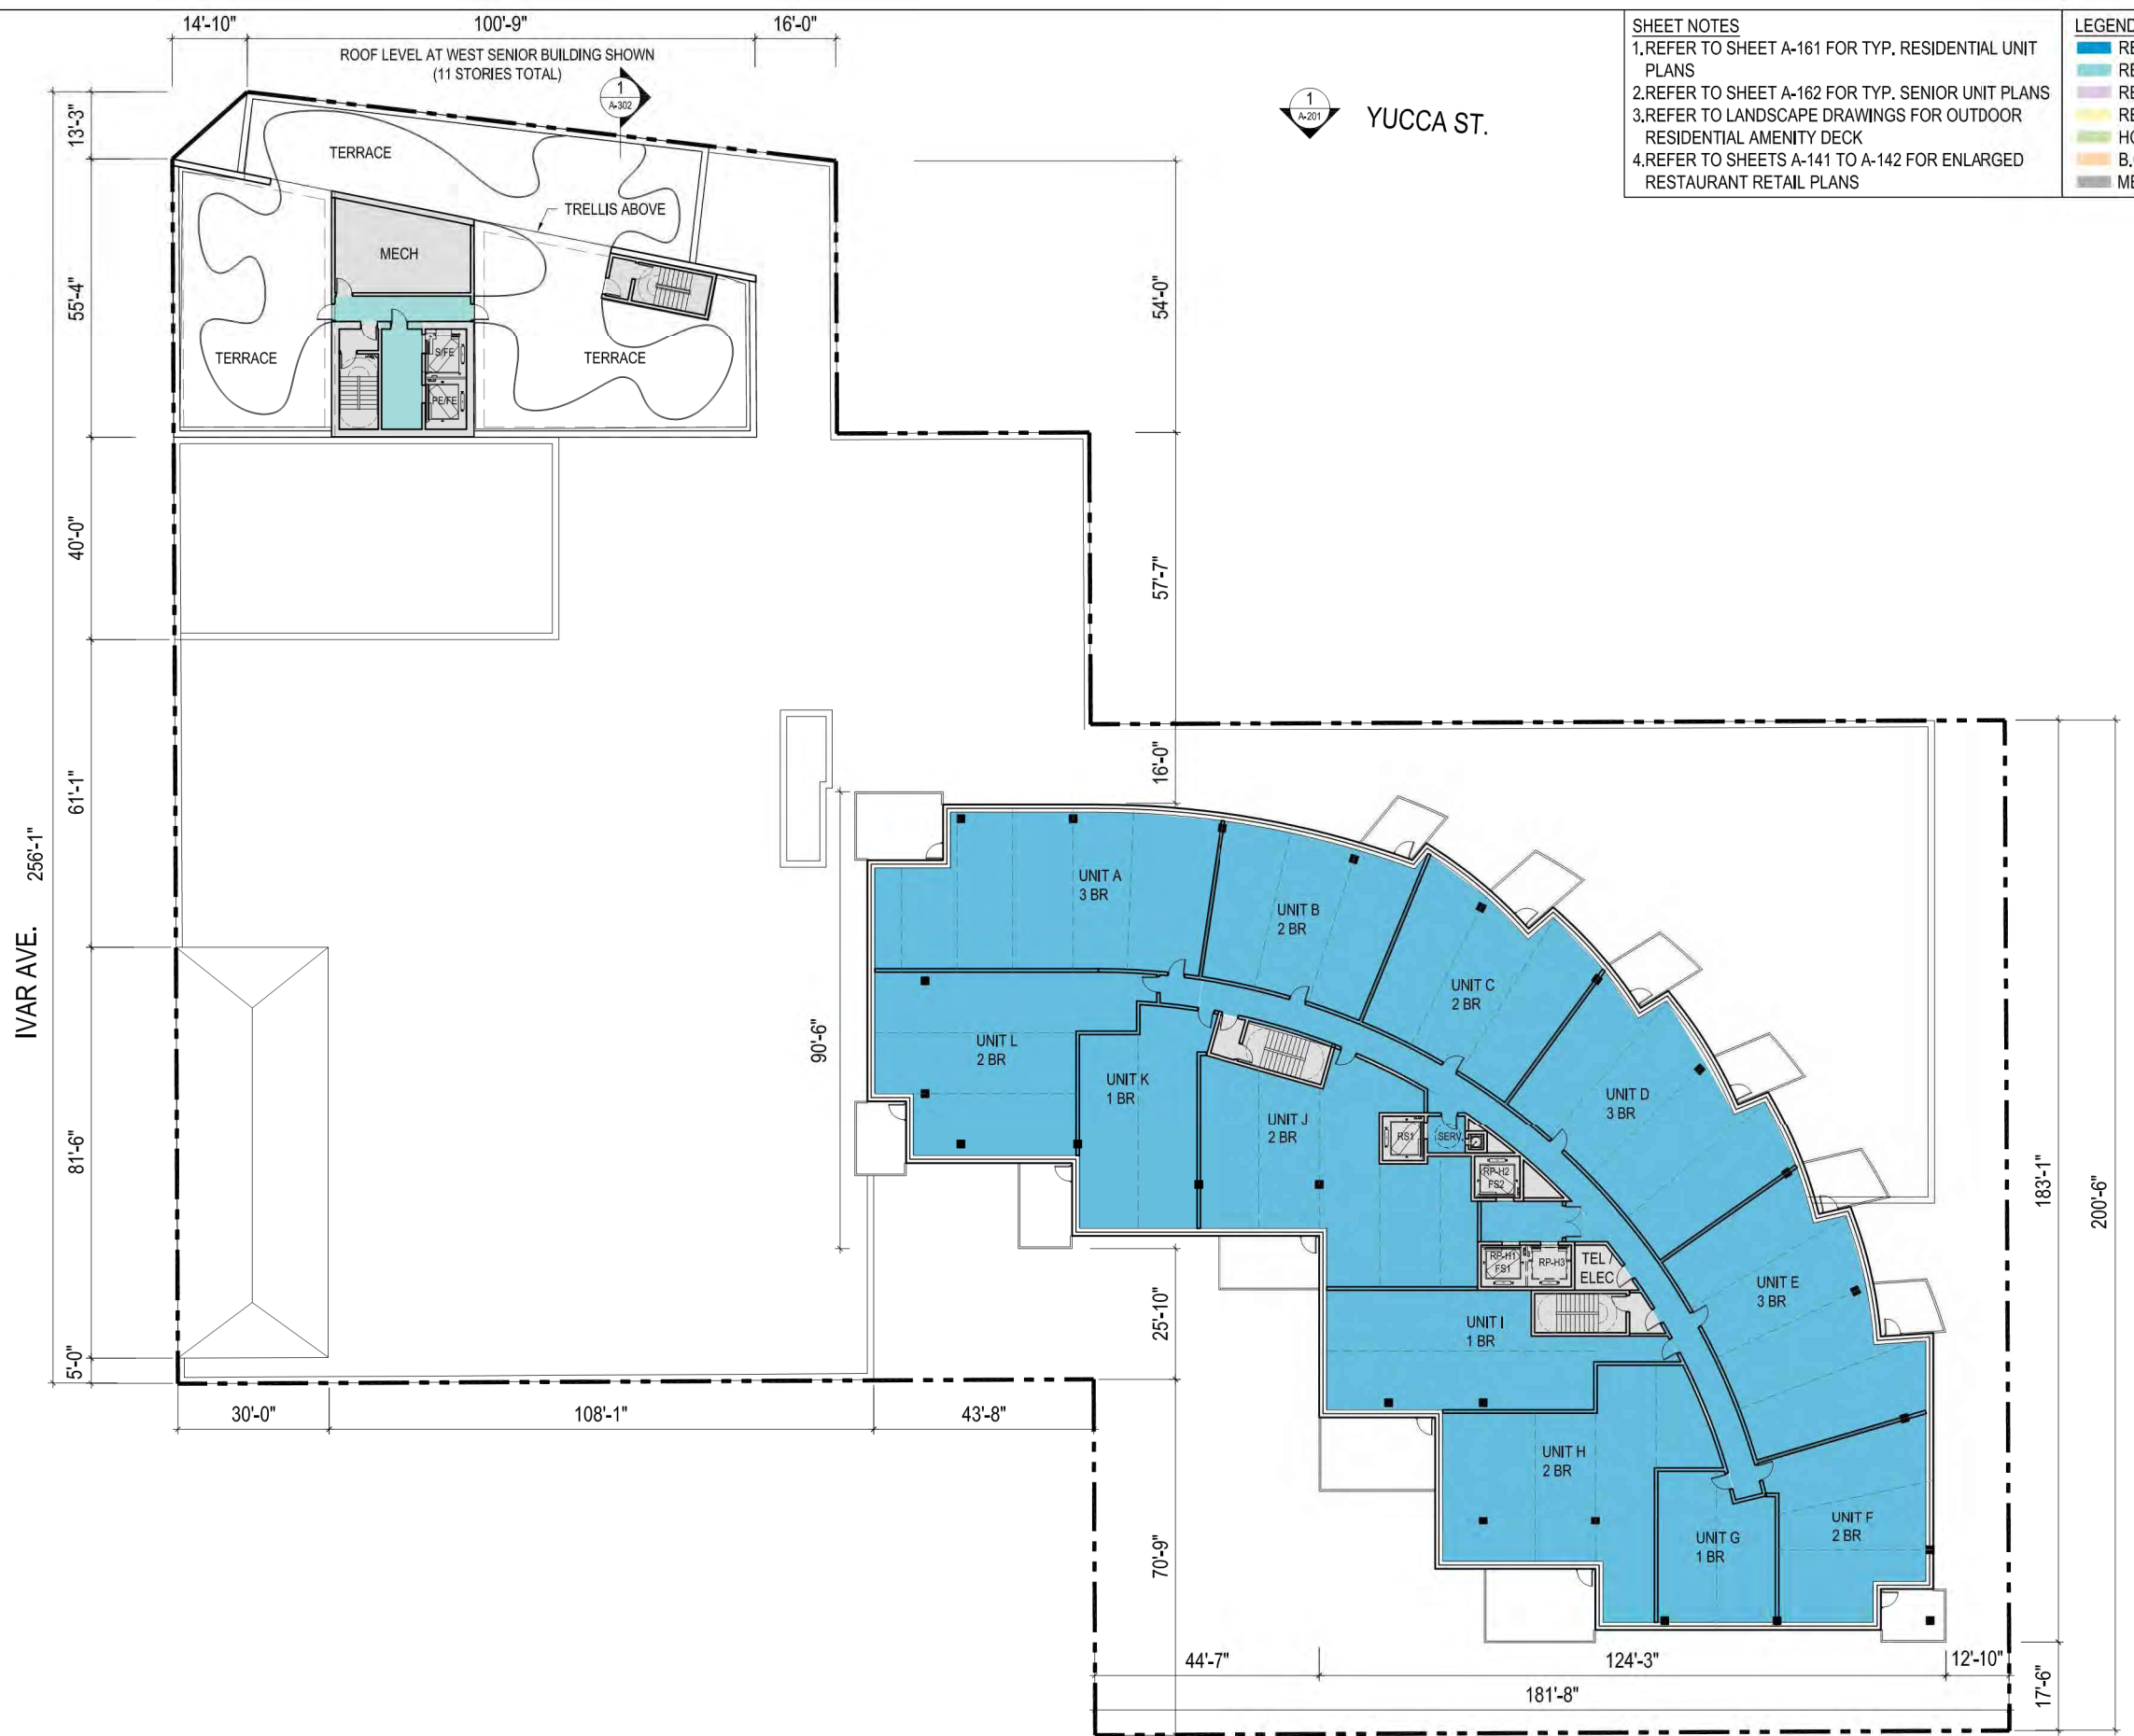 14'-10"
100'-9"
16'-0"
ROOF LEVEL AT WEST SENIOR BUILDING SHOWN
(11 STORIES TOTAL)
1
A-302
1
A-201
YUCCA ST.
SHEET NOTES
1. REFER TO SHEET A-161 FOR TYP. RESIDENTIAL UNIT
PLANS
2. REFER TO SHEET A-162 FOR TYP. SENIOR UNIT PLANS
3. REFER TO LANDSCAPE DRAWINGS FOR OUTDOOR
RESIDENTIAL AMENITY DECK
4. REFER TO SHEETS A-141 TO A-142 FOR ENLARGED
RESTAURANT RETAIL PLANS
LEGEND
RE
RE
RE
RE
HO
B.
ME
13'-3"
55'-4"
40'-0"
61'-1"
256'-1"
IVAR AVE.
81'-6"
5'-0"
TERRACE
TRELLIS ABOVE
MECH
TERRACE
S/FE
PE/FE
TERRACE
54'-0"
57'-7"
16'-0"
90'-6"
UNIT A
3 BR
UNIT B
2 BR
UNIT C
2 BR
UNIT D
3 BR
UNIT E
3 BR
UNIT F
2 BR
UNIT G
1 BR
UNIT H
2 BR
UNIT I
1 BR
UNIT J
2 BR
UNIT K
1 BR
UNIT L
2 BR
RS1
SERV.
RP-H2
FS2
RP-H1
FS1
RP-H3
TEL /
ELEC
25'-10"
70'-9"
183'-1"
200'-6"
17'-6"
30'-0"
108'-1"
43'-8"
44'-7"
124'-3"
12'-10"
181'-8"